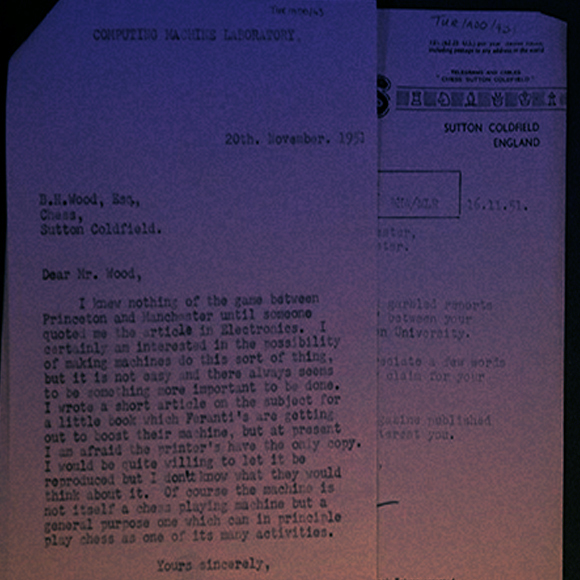 COMPUTING MACHINE LABORATORY.
20th. November. 1951
B.H.Wood, Esq.,
Chess,
Sutton Coldfield.
Dear Mr. Wood,
I knew nothing of the game between
Princeton and Manchester until someone
quoted me the article in Electronics. I
certainly am interested in the possibility
of making machines do this sort of thing,
but it is not easy and there always seems
to be something more important to be done.
I wrote a short article on the subject for
a little book which Feranti's are getting
out to boost their machine, but at present
I am afraid the printer's have the only copy.
I would be quite willing to let it be
reproduced but I don't know what they would
think about it. Of course the machine is
not itself a chess playing machine but a
general purpose one which can in principle
play chess as one of its many activities.
Yours sincerely,
S
TELEGRAMS AND CABLES
"CHESS SUTTON COLDFIELD"
SUTTON COLDFIELD
ENGLAND
16.11.51.
garbled reports
between your
University.
a few words
claim for your
published
you.